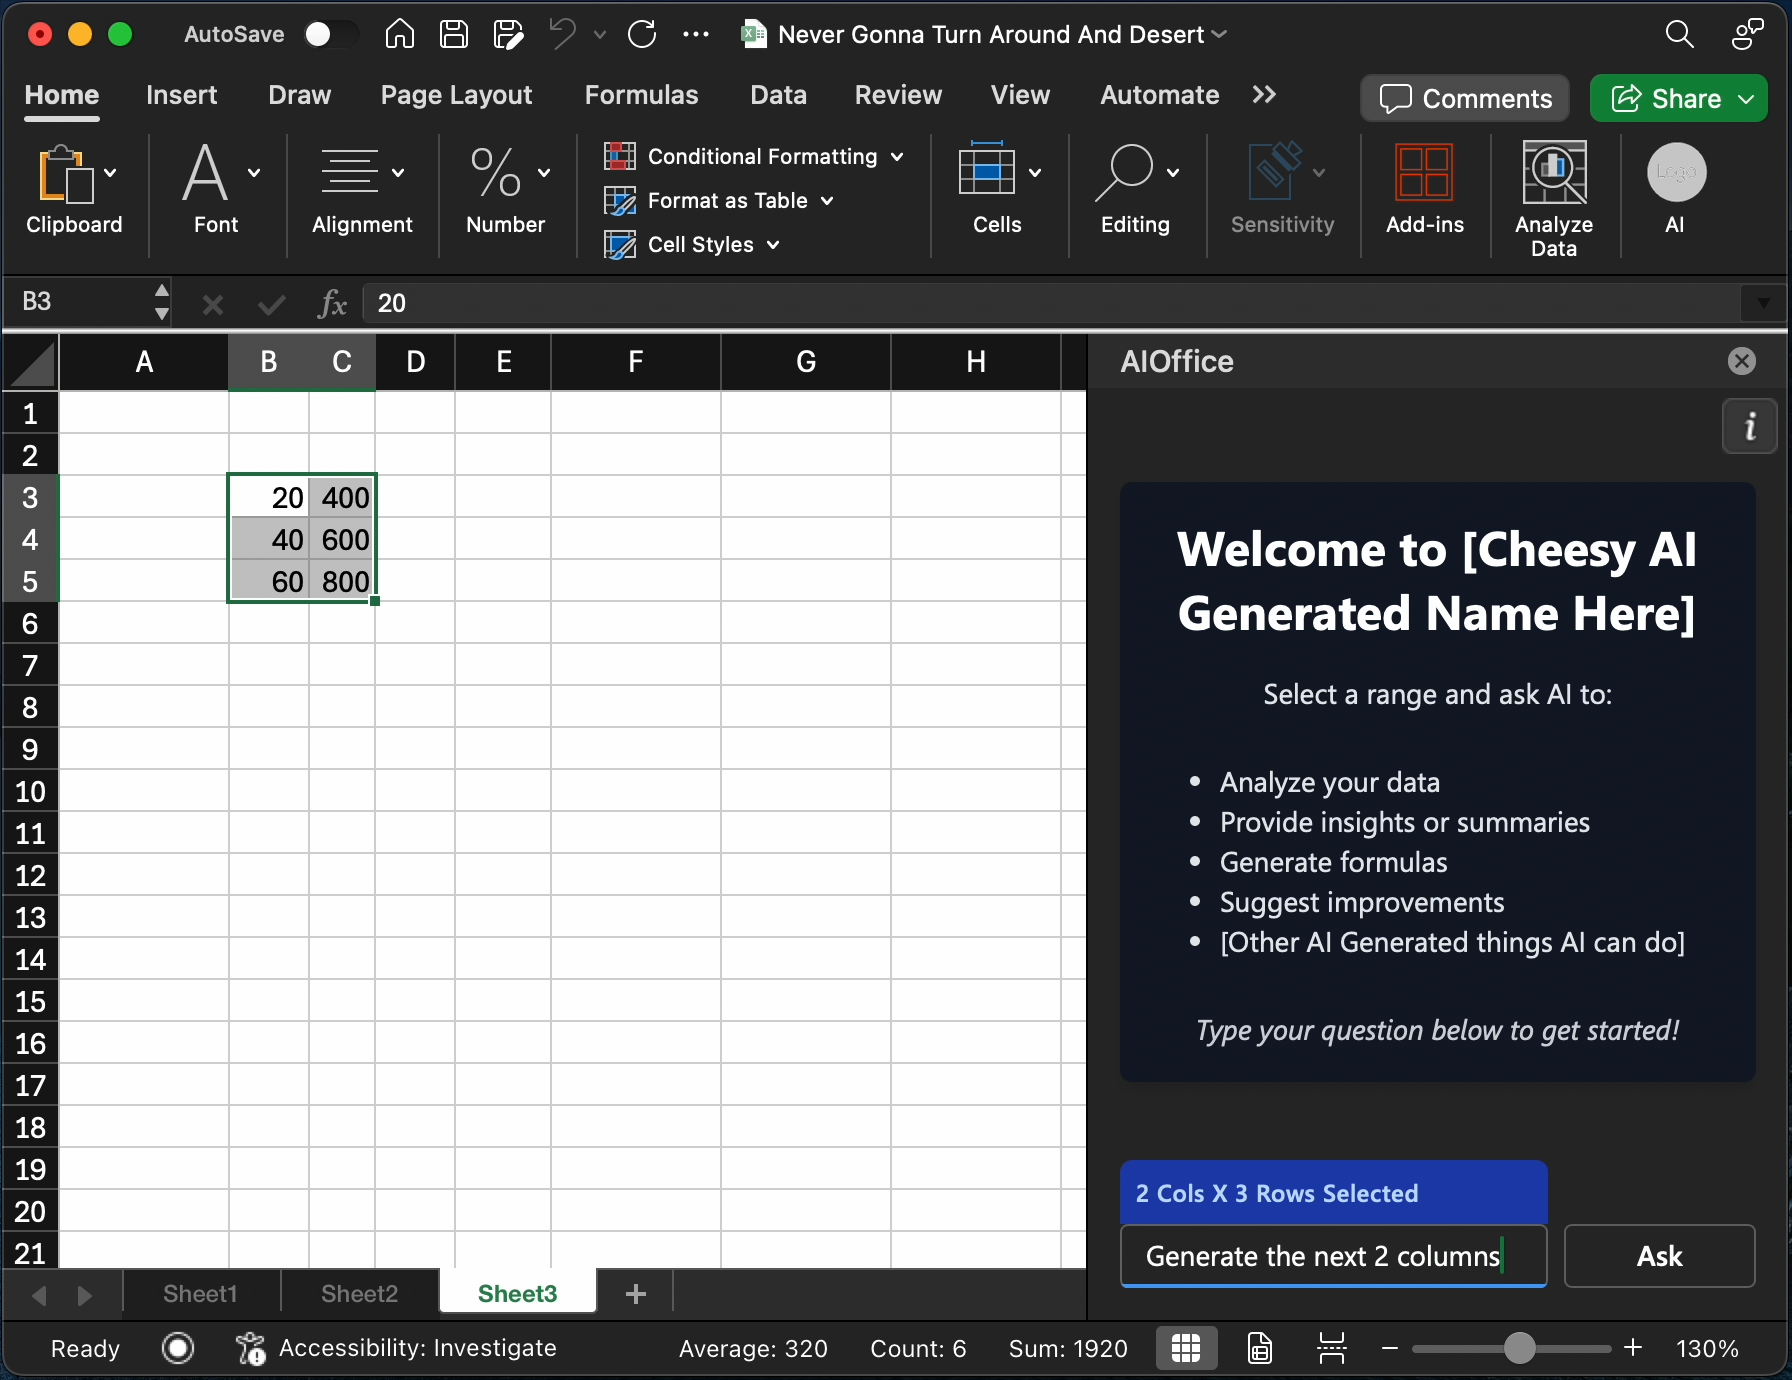 AutoSave
Never Gonna Turn Around And Desert
Home Insert Draw Page Layout Formulas Data Review View Automate
Comments Share
Clipboard Font Alignment Number
Conditional Formatting
Format as Table
Cell Styles
Cells Editing Sensitivity Add-ins
Analyze
Data
Logo
AI
B3 fx 20
A B C D E F G H
1
2
3 20 400
4 40 600
5 60 800
6
7
8
9
10
11
12
13
14
15
16
17
18
19
20
21
AIOffice
i
Welcome to [Cheesy AI
Generated Name Here]
Select a range and ask AI to:
• Analyze your data
• Provide insights or summaries
• Generate formulas
• Suggest improvements
• [Other AI Generated things AI can do]
Type your question below to get started!
2 Cols X 3 Rows Selected
Generate the next 2 columns
Ask
Sheet1 Sheet2 Sheet3 +
Ready Accessibility: Investigate Average: 320 Count: 6 Sum: 1920 130%